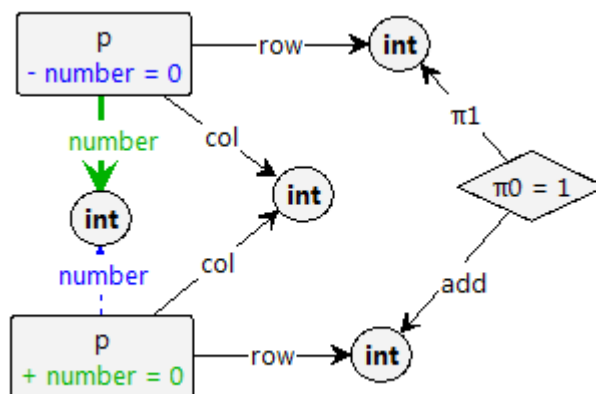 p
- number = 0
row
int
number
col
π1
int
π0 = 1
int
number
col
add
p
+ number = 0
row
int